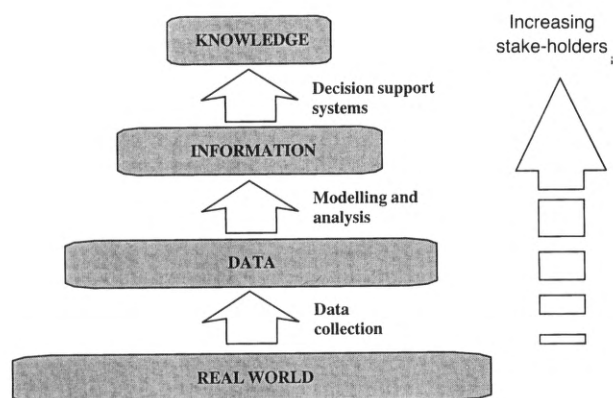 KNOWLEDGE
Increasing
stake-holders
Decision support
systems
INFORMATION
Modelling and
analysis
DATA
Data
collection
REAL WORLD